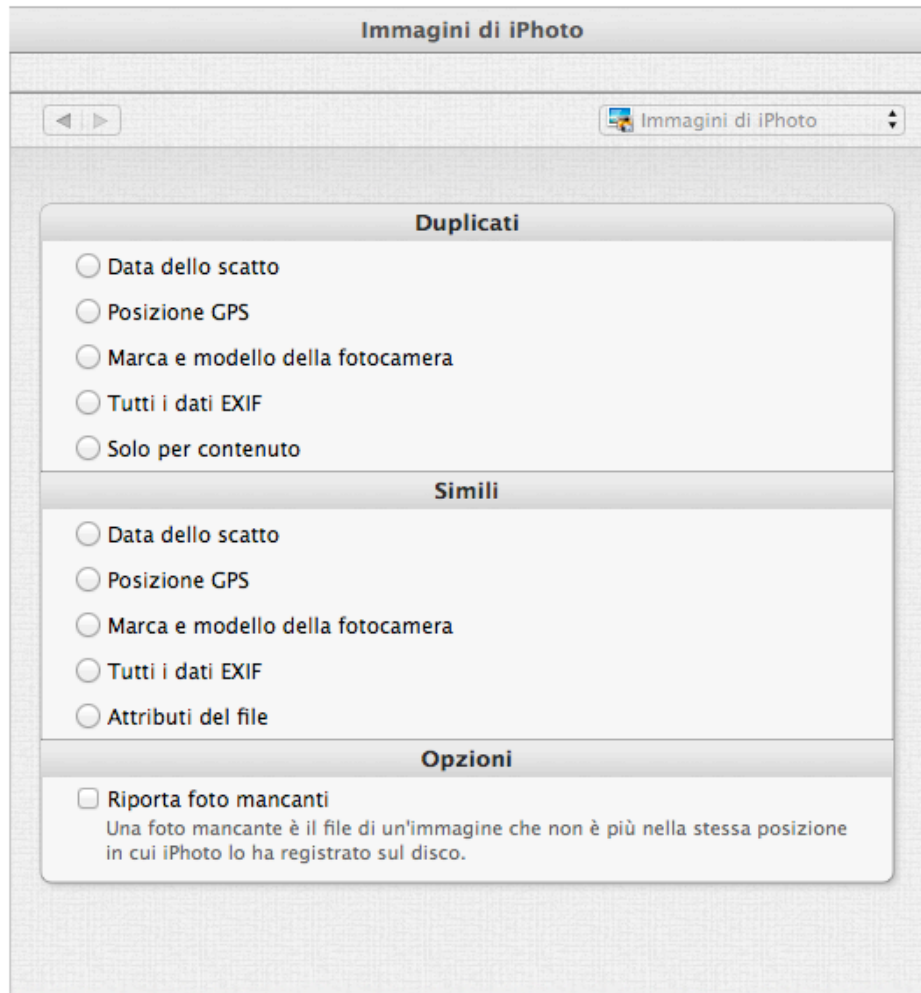 Immagini di iPhoto
Immagini di iPhoto
Duplicati
Data dello scatto
Posizione GPS
Marca e modello della fotocamera
Tutti i dati EXIF
Solo per contenuto
Simili
Data dello scatto
Posizione GPS
Marca e modello della fotocamera
Tutti i dati EXIF
Attributi del file
Opzioni
Riporta foto mancanti
Una foto mancante è il file di un'immagine che non è più nella stessa posizione
in cui iPhoto lo ha registrato sul disco.